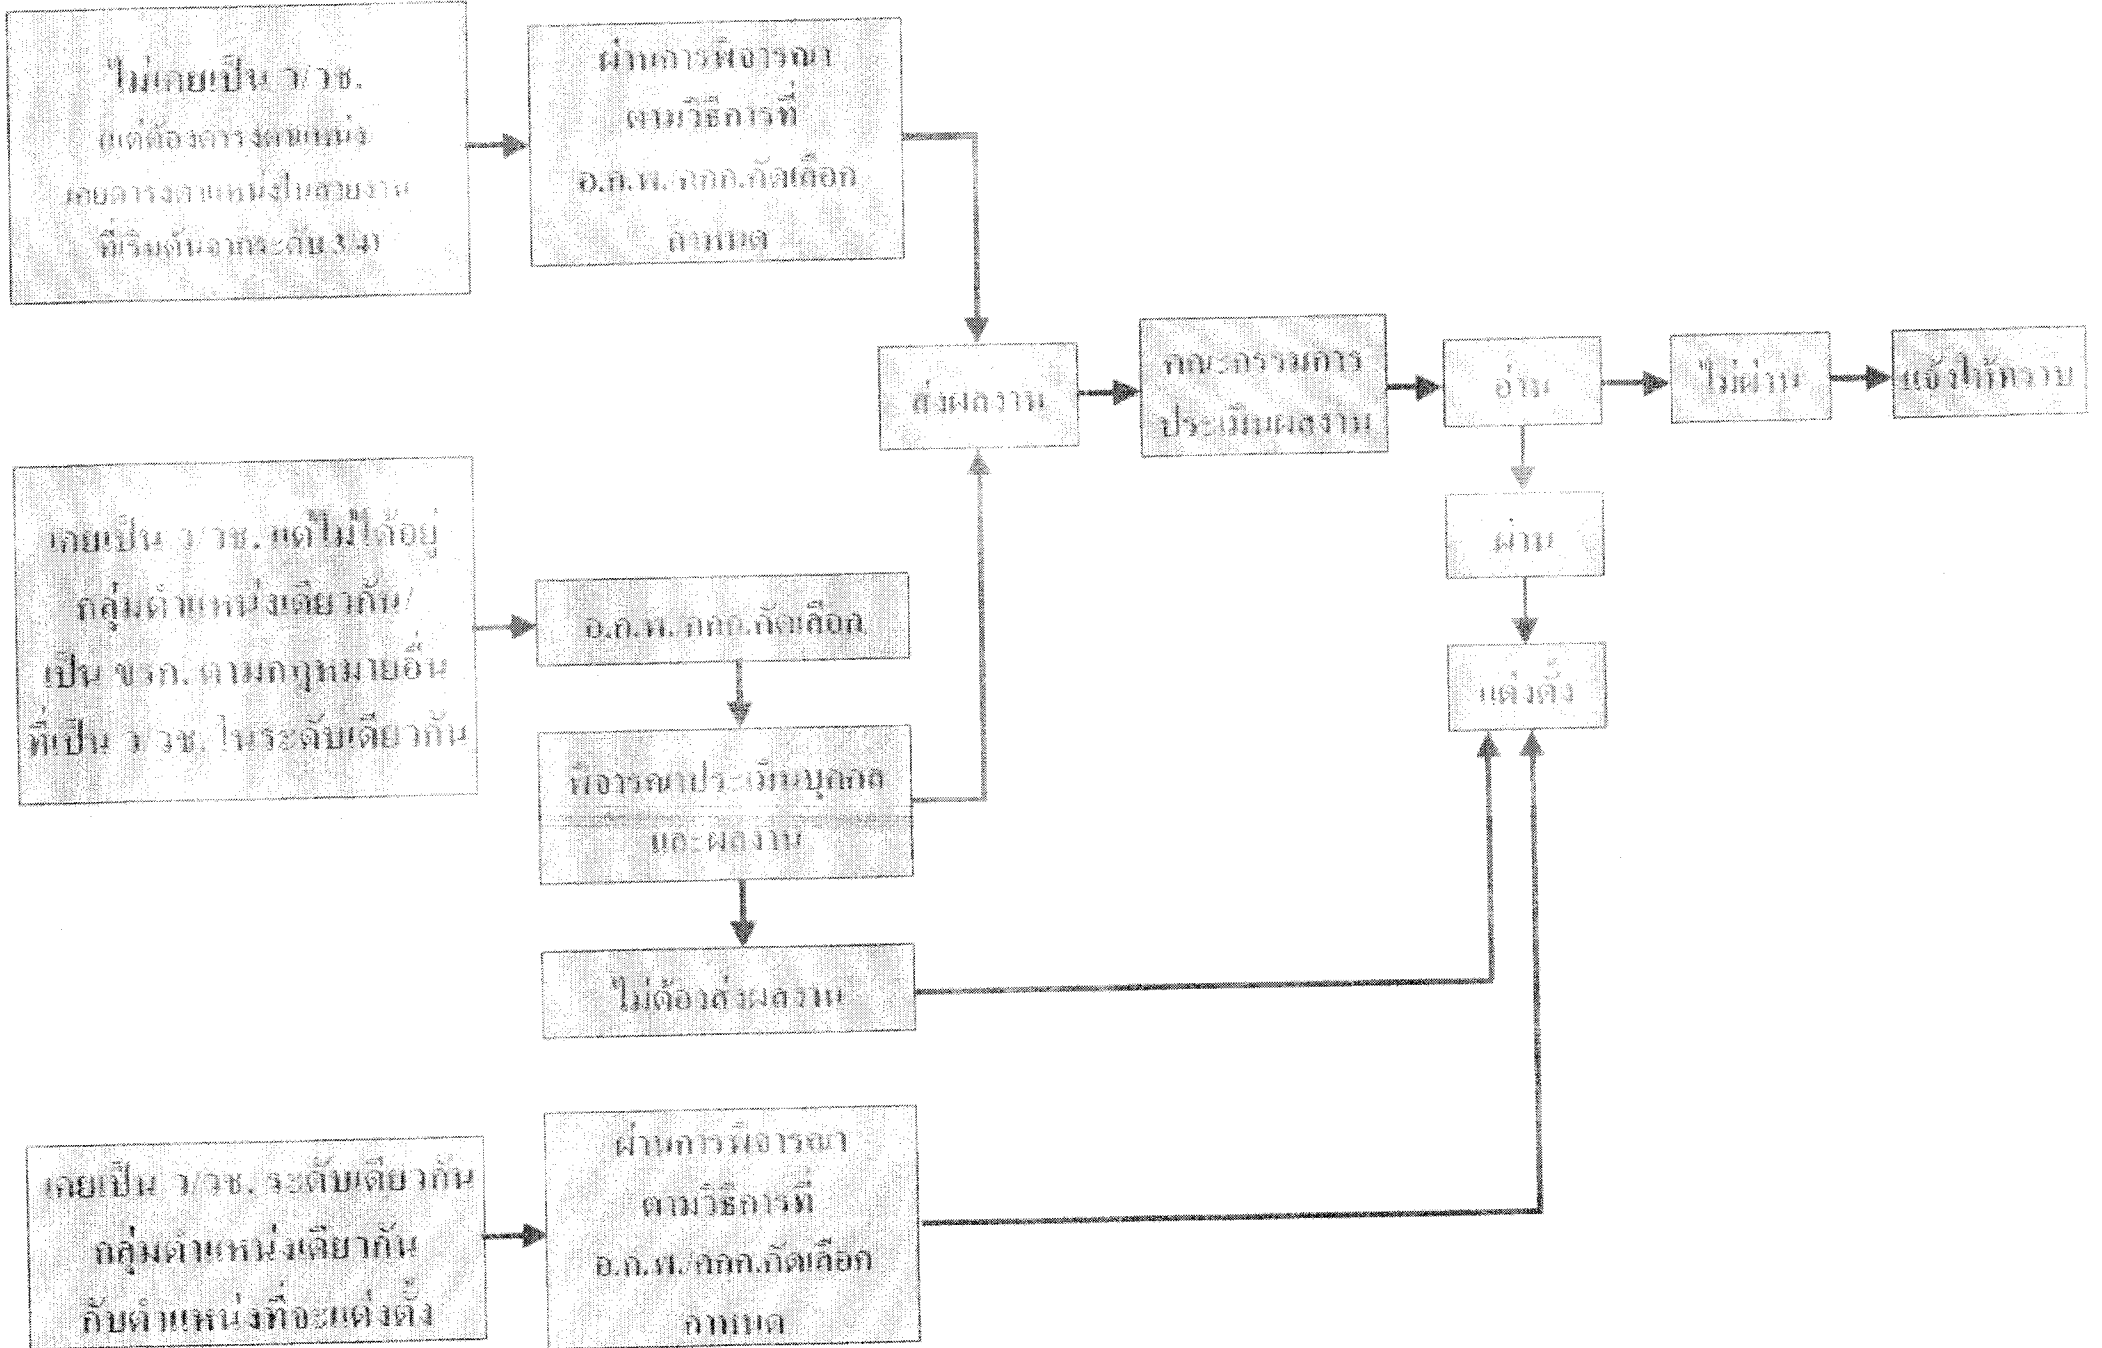 ไม่เคยเป็น ว/วช.
แต่ต้องดำรงตำแหน่ง/
เคยดำรงตำแหน่งในสายงาน
ที่เริ่มต้นจากระดับ 3
ผ่านการพิจารณา
ตามวิธีการที่
อ.ก.พ./คกก.คัดเลือก
กำหนด
ส่งผลงาน
คณะกรรมการ
ประเมินผลงาน
อ่าน
ไม่ผ่าน
แจ้งให้ทราบ
ผ่าน
แต่งตั้ง
เคยเป็น ว/วช. แต่ไม่ได้อยู่
กลุ่มตำแหน่งเดียวกัน/
เป็น ขรก. ตามกฎหมายอื่น
ที่เป็น ว/วช. ในระดับเดียวกัน
อ.ก.พ./คกก.คัดเลือก
พิจารณาประเมินบุคคล
และผลงาน
ไม่ต้องส่งผลงาน
เคยเป็น ว/วช. ระดับเดียวกัน
กลุ่มตำแหน่งเดียวกัน
กับตำแหน่งที่จะแต่งตั้ง
ผ่านการพิจารณา
ตามวิธีการที่
อ.ก.พ./คกก.คัดเลือก
กำหนด